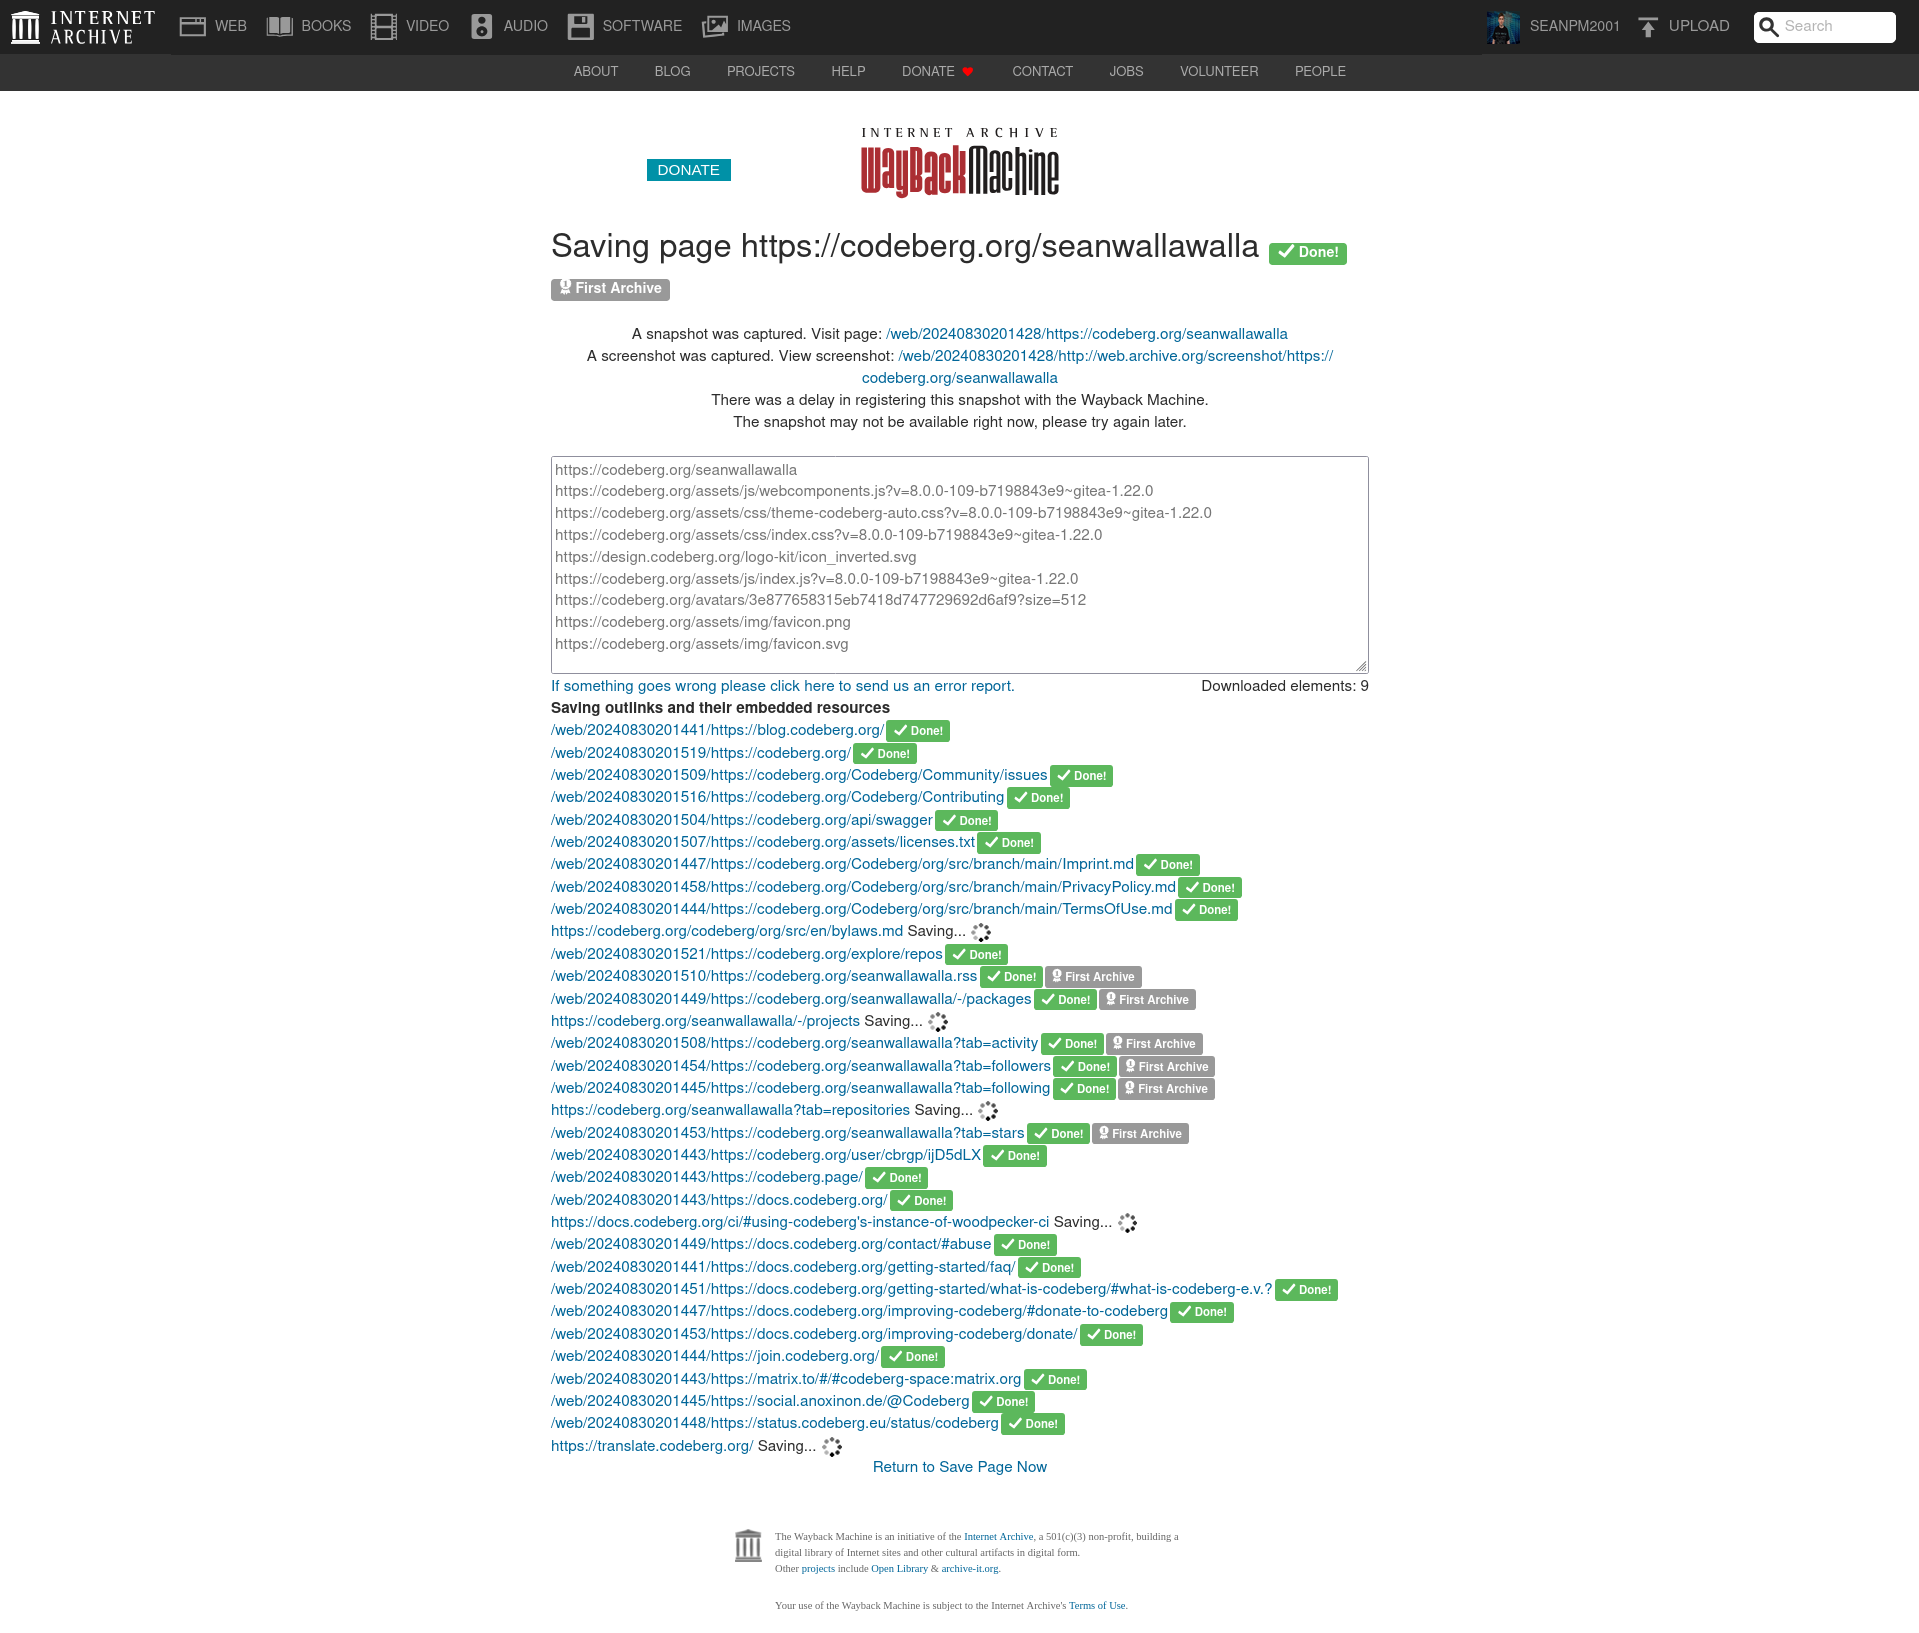 INTERNET ARCHIVE
WEB BOOKS VIDEO AUDIO SOFTWARE IMAGES SEANPM2001 UPLOAD Search
ABOUT BLOG PROJECTS HELP DONATE CONTACT JOBS VOLUNTEER PEOPLE
INTERNET ARCHIVE
DONATE
WayBackMachine
Saving page https://codeberg.org/seanwallawalla Done!
First Archive
A snapshot was captured. Visit page: /web/20240830201428/https://codeberg.org/seanwallawalla
A screenshot was captured. View screenshot: /web/20240830201428/http://web.archive.org/screenshot/https://
codeberg.org/seanwallawalla
There was a delay in registering this snapshot with the Wayback Machine.
The snapshot may not be available right now, please try again later.
https://codeberg.org/seanwallawalla
https://codeberg.org/assets/js/webcomponents.js?v=8.0.0-109-b7198843e9~gitea-1.22.0
https://codeberg.org/assets/css/theme-codeberg-auto.css?v=8.0.0-109-b7198843e9~gitea-1.22.0
https://codeberg.org/assets/css/index.css?v=8.0.0-109-b7198843e9~gitea-1.22.0
https://design.codeberg.org/logo-kit/icon_inverted.svg
https://codeberg.org/assets/js/index.js?v=8.0.0-109-b7198843e9~gitea-1.22.0
https://codeberg.org/avatars/3e877658315eb7418d747729692d6af9?size=512
https://codeberg.org/assets/img/favicon.png
https://codeberg.org/assets/img/favicon.svg
If something goes wrong please click here to send us an error report. Downloaded elements: 9
Saving outlinks and their embedded resources
/web/20240830201441/https://blog.codeberg.org/ Done!
/web/20240830201519/https://codeberg.org/ Done!
/web/20240830201509/https://codeberg.org/Codeberg/Community/issues Done!
/web/20240830201516/https://codeberg.org/Codeberg/Contributing Done!
/web/20240830201504/https://codeberg.org/api/swagger Done!
/web/20240830201507/https://codeberg.org/assets/licenses.txt Done!
/web/20240830201447/https://codeberg.org/Codeberg/org/src/branch/main/Imprint.md Done!
/web/20240830201458/https://codeberg.org/Codeberg/org/src/branch/main/PrivacyPolicy.md Done!
/web/20240830201444/https://codeberg.org/Codeberg/org/src/branch/main/TermsOfUse.md Done!
https://codeberg.org/codeberg/org/src/en/bylaws.md Saving...
/web/20240830201521/https://codeberg.org/explore/repos Done!
/web/20240830201510/https://codeberg.org/seanwallawalla.rss Done! First Archive
/web/20240830201449/https://codeberg.org/seanwallawalla/-/packages Done! First Archive
https://codeberg.org/seanwallawalla/-/projects Saving...
/web/20240830201508/https://codeberg.org/seanwallawalla?tab=activity Done! First Archive
/web/20240830201454/https://codeberg.org/seanwallawalla?tab=followers Done! First Archive
/web/20240830201445/https://codeberg.org/seanwallawalla?tab=following Done! First Archive
https://codeberg.org/seanwallawalla?tab=repositories Saving...
/web/20240830201453/https://codeberg.org/seanwallawalla?tab=stars Done! First Archive
/web/20240830201443/https://codeberg.org/user/cbrgp/ijD5dLX Done!
/web/20240830201443/https://codeberg.page/ Done!
/web/20240830201443/https://docs.codeberg.org/ Done!
https://docs.codeberg.org/ci/#using-codeberg's-instance-of-woodpecker-ci Saving...
/web/20240830201449/https://docs.codeberg.org/contact/#abuse Done!
/web/20240830201441/https://docs.codeberg.org/getting-started/faq/ Done!
/web/20240830201451/https://docs.codeberg.org/getting-started/what-is-codeberg/#what-is-codeberg-e.v.? Done!
/web/20240830201447/https://docs.codeberg.org/improving-codeberg/#donate-to-codeberg Done!
/web/20240830201453/https://docs.codeberg.org/improving-codeberg/donate/ Done!
/web/20240830201444/https://join.codeberg.org/ Done!
/web/20240830201443/https://matrix.to/#/#codeberg-space:matrix.org Done!
/web/20240830201445/https://social.anoxinon.de/@Codeberg Done!
/web/20240830201448/https://status.codeberg.eu/status/codeberg Done!
https://translate.codeberg.org/ Saving...
Return to Save Page Now
The Wayback Machine is an initiative of the Internet Archive, a 501(c)(3) non-profit, building a
digital library of Internet sites and other cultural artifacts in digital form.
Other projects include Open Library & archive-it.org.
Your use of the Wayback Machine is subject to the Internet Archive's Terms of Use.